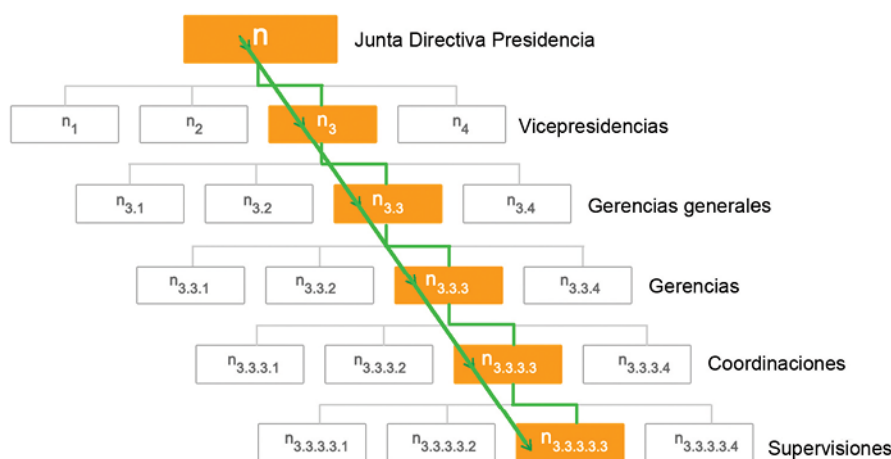 n Junta Directiva Presidencia
n1 n2 n3 n4 Vicepresidencias
n3.1 n3.2 n3.3 n3.4 Gerencias generales
n3.3.1 n3.3.2 n3.3.3 n3.3.4 Gerencias
n3.3.3.1 n3.3.3.2 n3.3.3.3 n3.3.3.4 Coordinaciones
n3.3.3.3.1 n3.3.3.3.2 n3.3.3.3.3 n3.3.3.3.4 Supervisiones